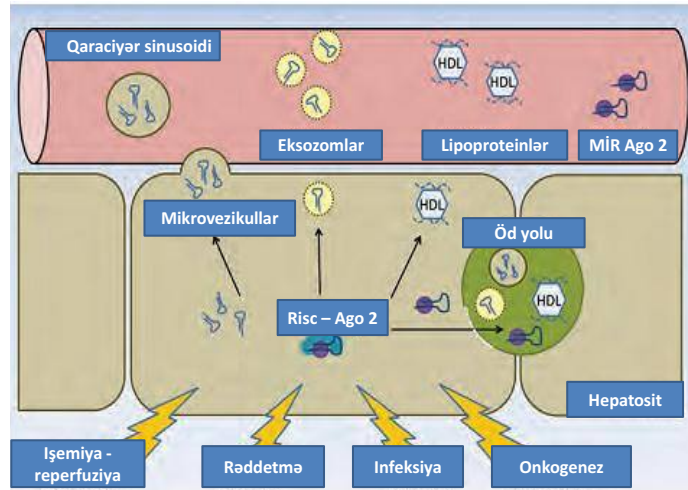 Qaraciyər sinusoidi
HDL
HDL
Eksozomlar
Lipoproteinlər
MİR Ago 2
Mikrovezikullar
HDL
Öd yolu
HDL
Risc – Ago 2
Hepatosit
Işemiya -
reperfuziya
Rəddetmə
Infeksiya
Onkogenez